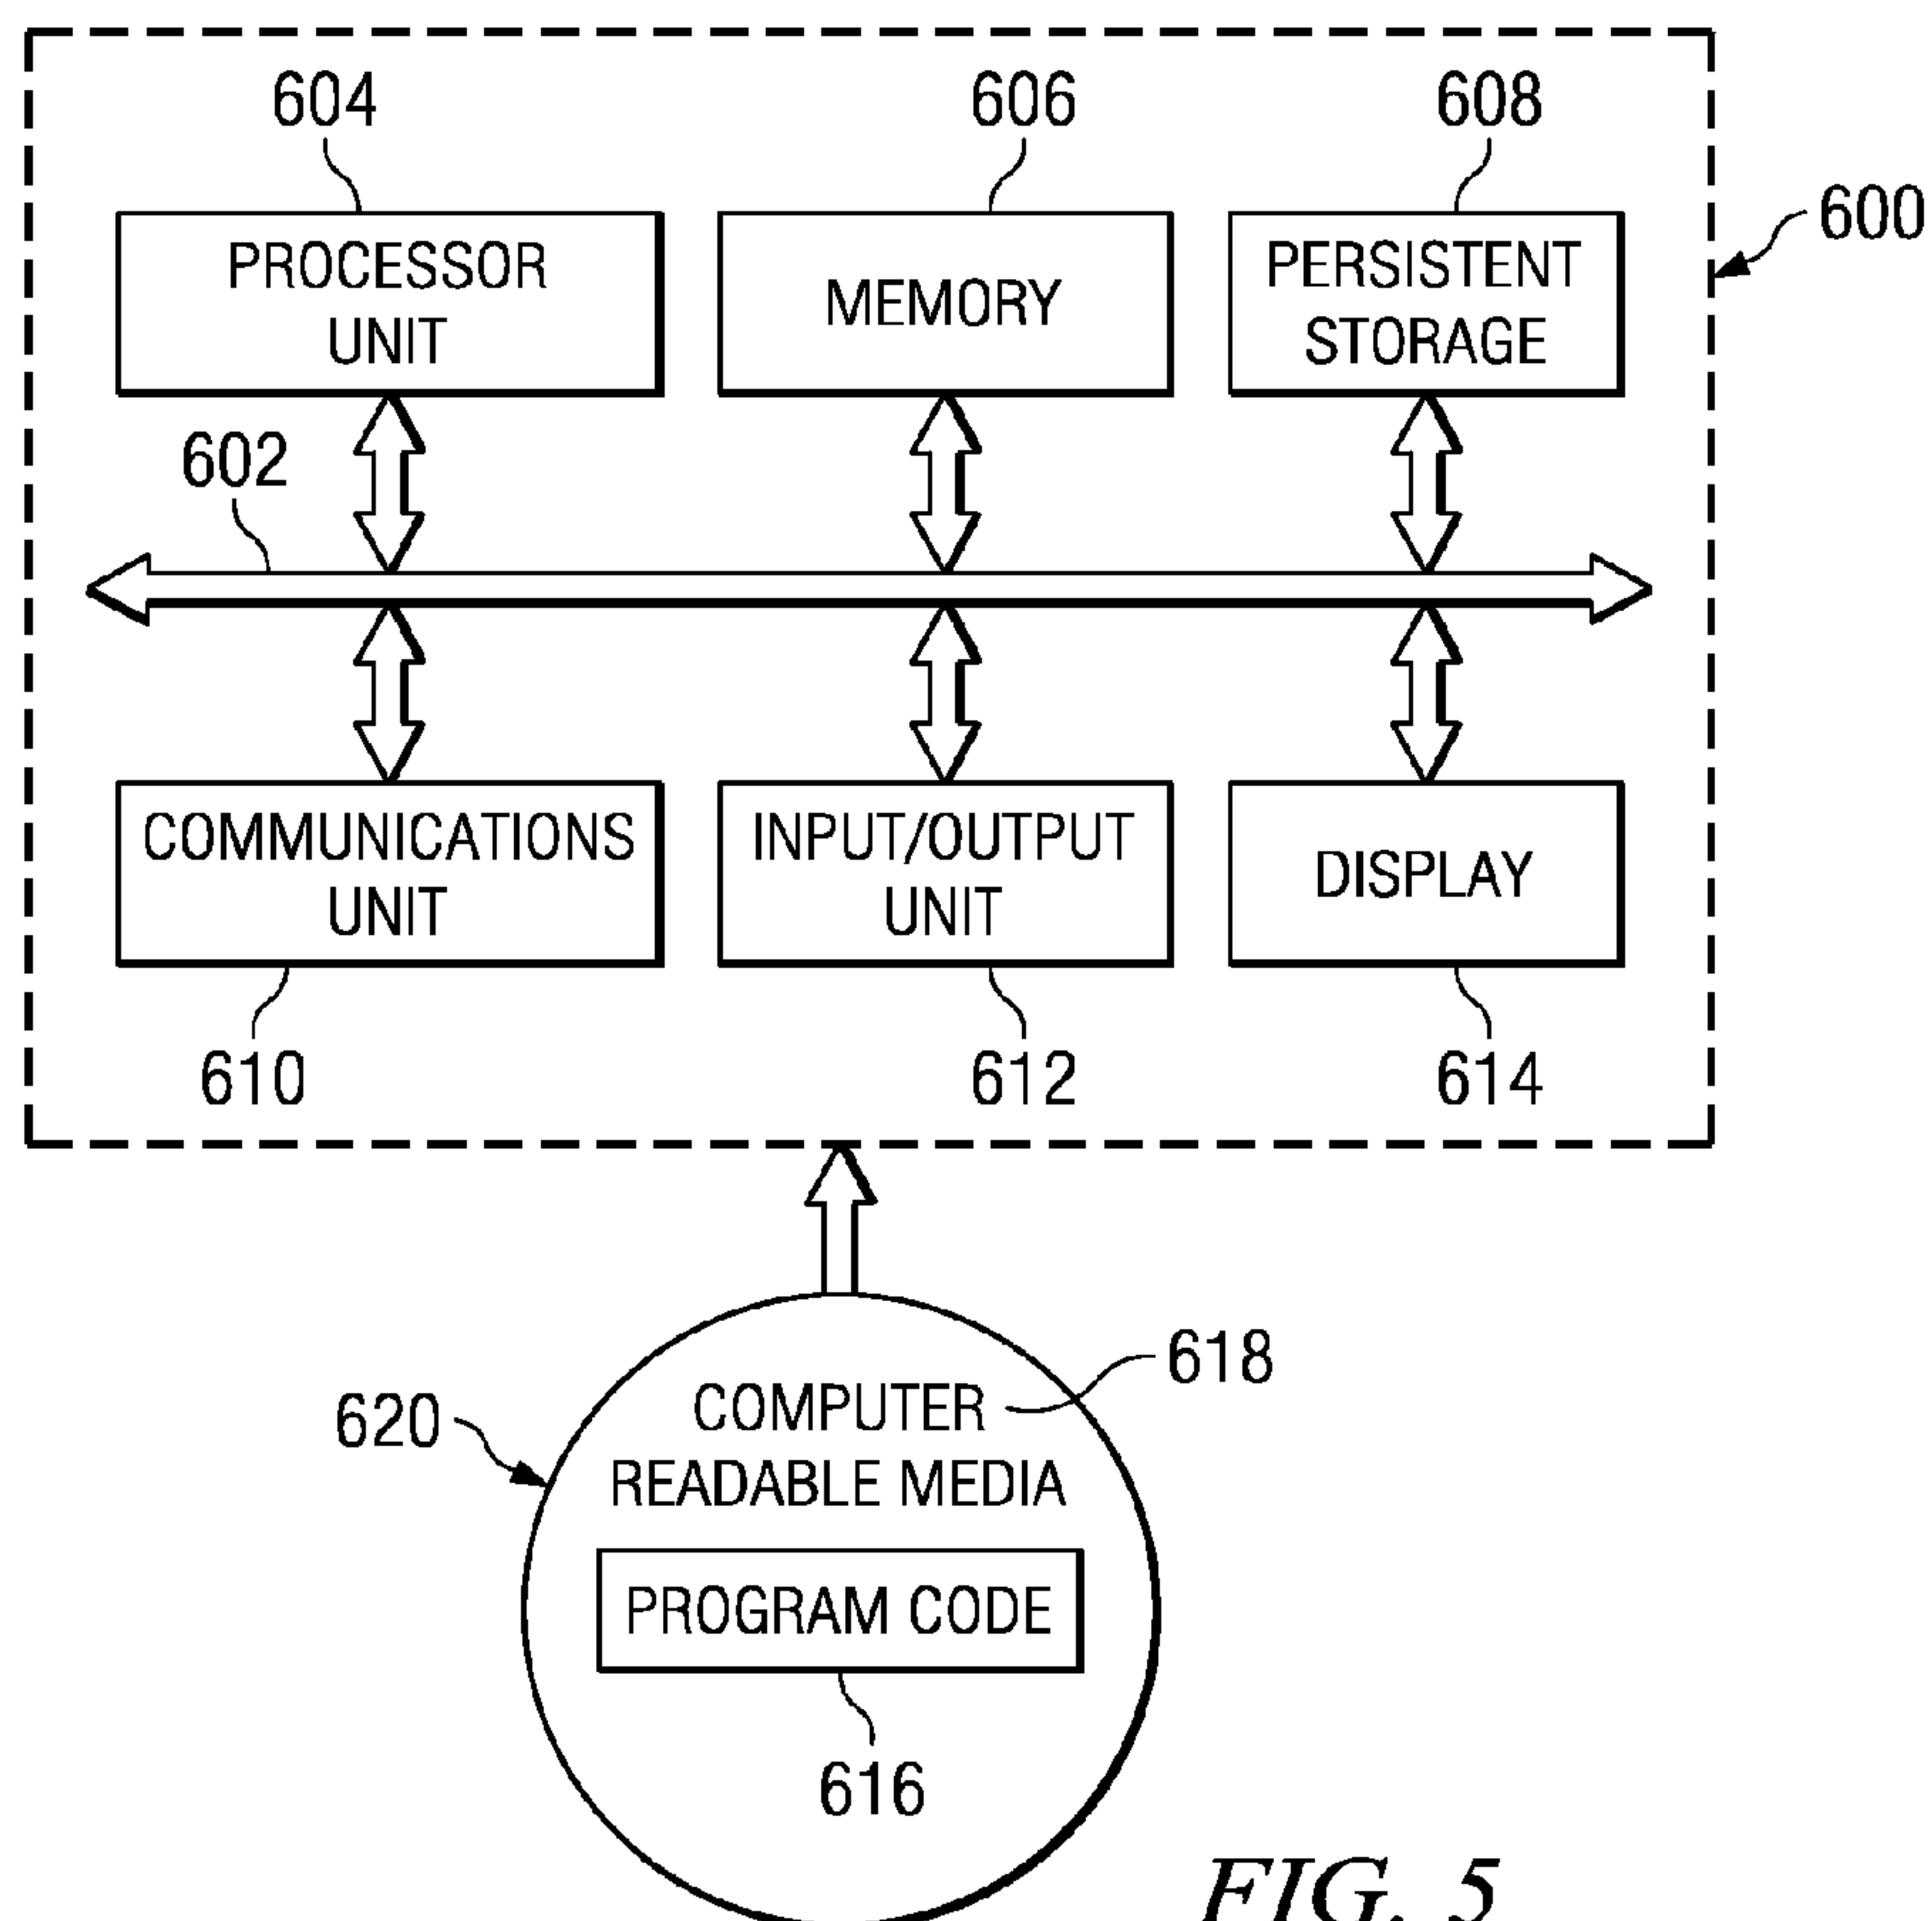 604
606
608
600
PROCESSOR
UNIT
MEMORY
PERSISTENT
STORAGE
602
COMMUNICATIONS
UNIT
INPUT/OUTPUT
UNIT
DISPLAY
610
612
614
618
620
COMPUTER
READABLE MEDIA
PROGRAM CODE
616
FIG. 5